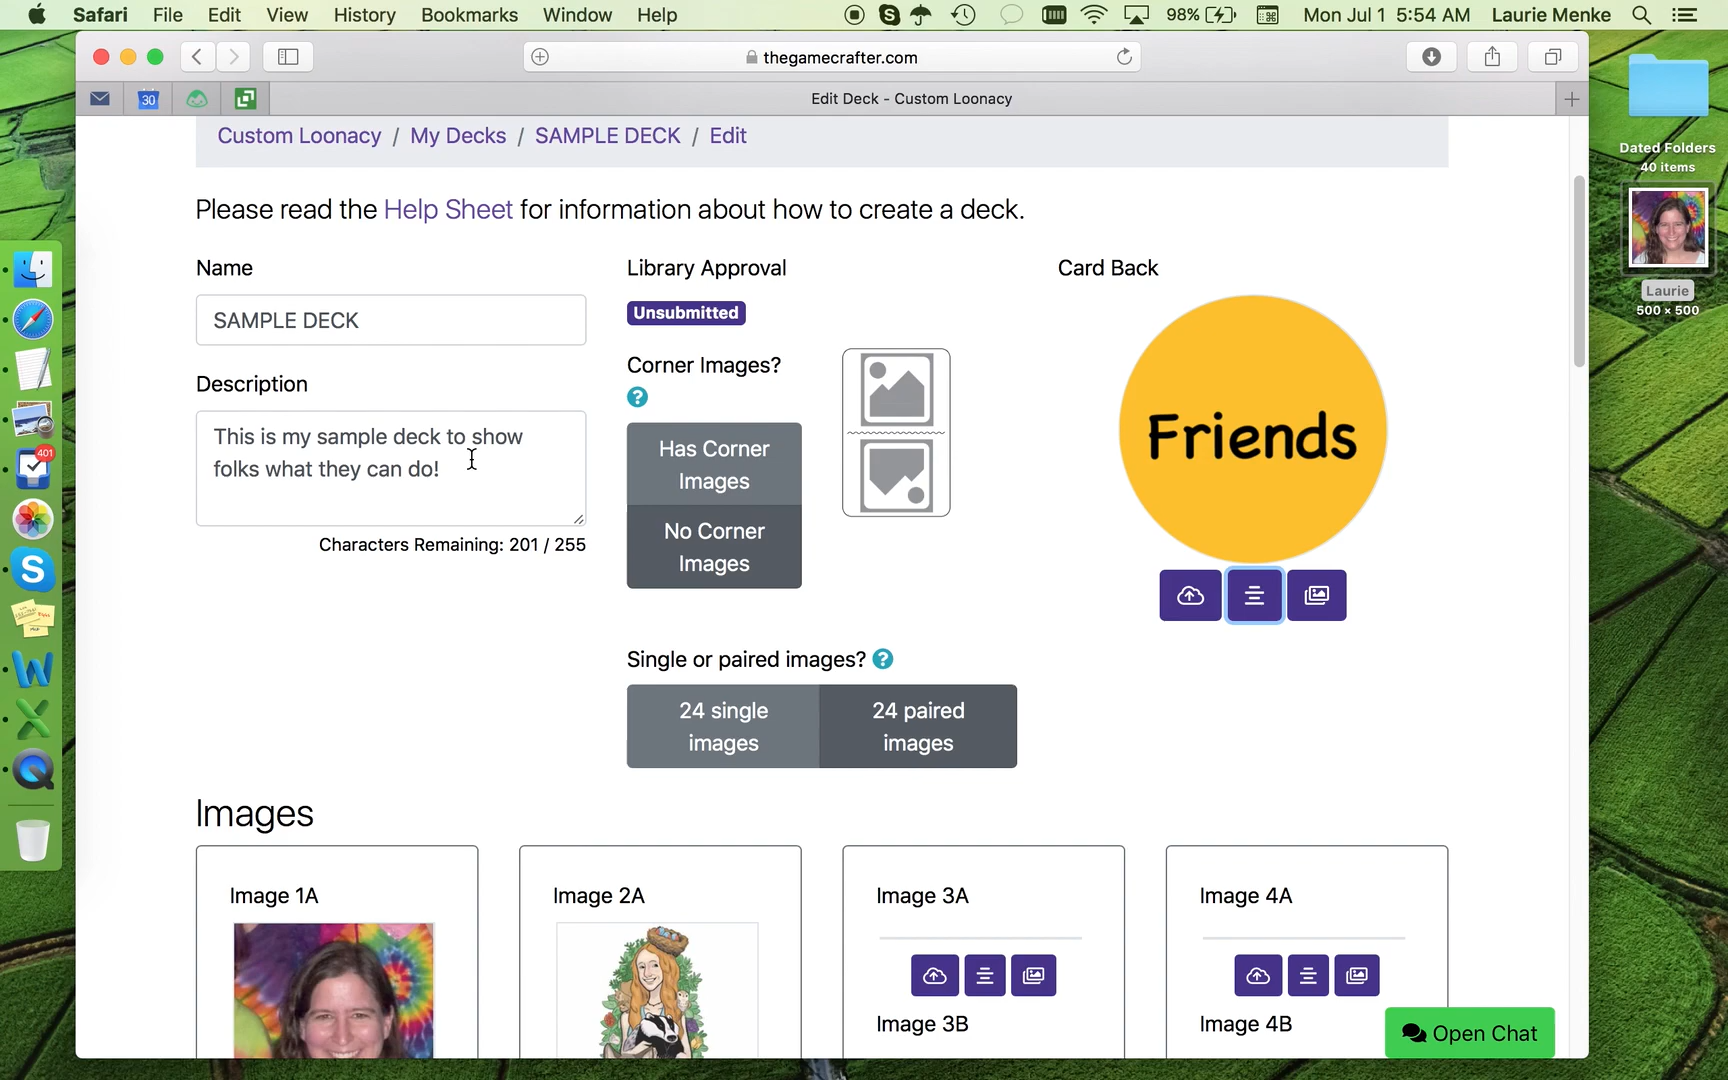 Safari File Edit View History Bookmarks Window Help 98% Mon Jul 1 5:54 AM Laurie Menke
thegamecrafter.com
30 Edit Deck - Custom Loonacy
Custom Loonacy / My Decks / SAMPLE DECK / Edit
Please read the Help Sheet for information about how to create a deck.
Name
SAMPLE DECK
Description
This is my sample deck to show
folks what they can do!
Characters Remaining: 201 / 255
Library Approval
Unsubmitted
Corner Images?
?
Has Corner
Images
No Corner
Images
Single or paired images? ?
24 single
images
24 paired
images
Card Back
Friends
Images
Image 1A
Image 2A
Image 3A
Image 3B
Image 4A
Image 4B
Open Chat
Dated Folders
40 items
Laurie
500 × 500
401
S
W
X